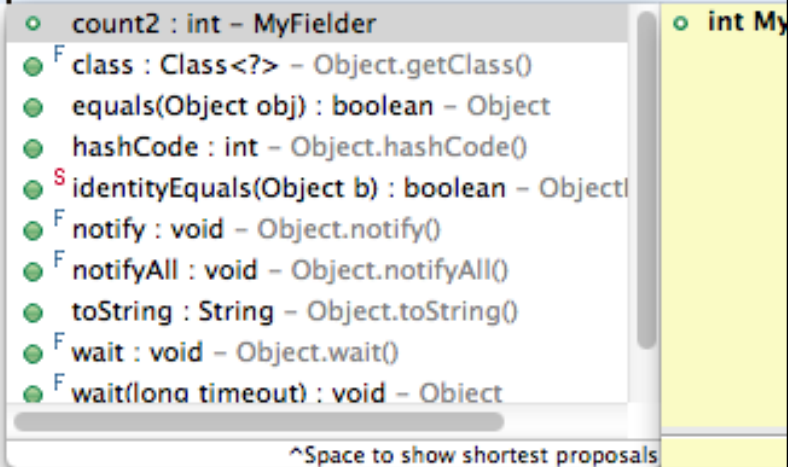 count2 : int – MyFielder
F class : Class<?> – Object.getClass()
equals(Object obj) : boolean – Object
hashCode : int – Object.hashCode()
S identityEquals(Object b) : boolean – Object
F notify : void – Object.notify()
F notifyAll : void – Object.notifyAll()
toString : String – Object.toString()
F wait : void – Object.wait()
F wait(long timeout) : void – Object
^Space to show shortest proposals
int My